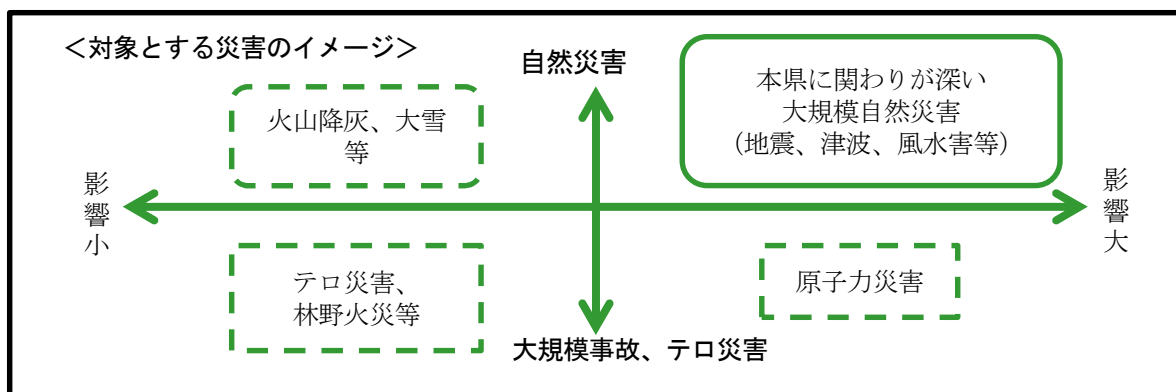 ＜対象とする災害のイメージ＞
自然災害
火山降灰、大雪
等
本県に関わりが深い
大規模自然災害
（地震、津波、風水害等）
影響小
影響大
テロ災害、
林野火災等
原子力災害
大規模事故、テロ災害